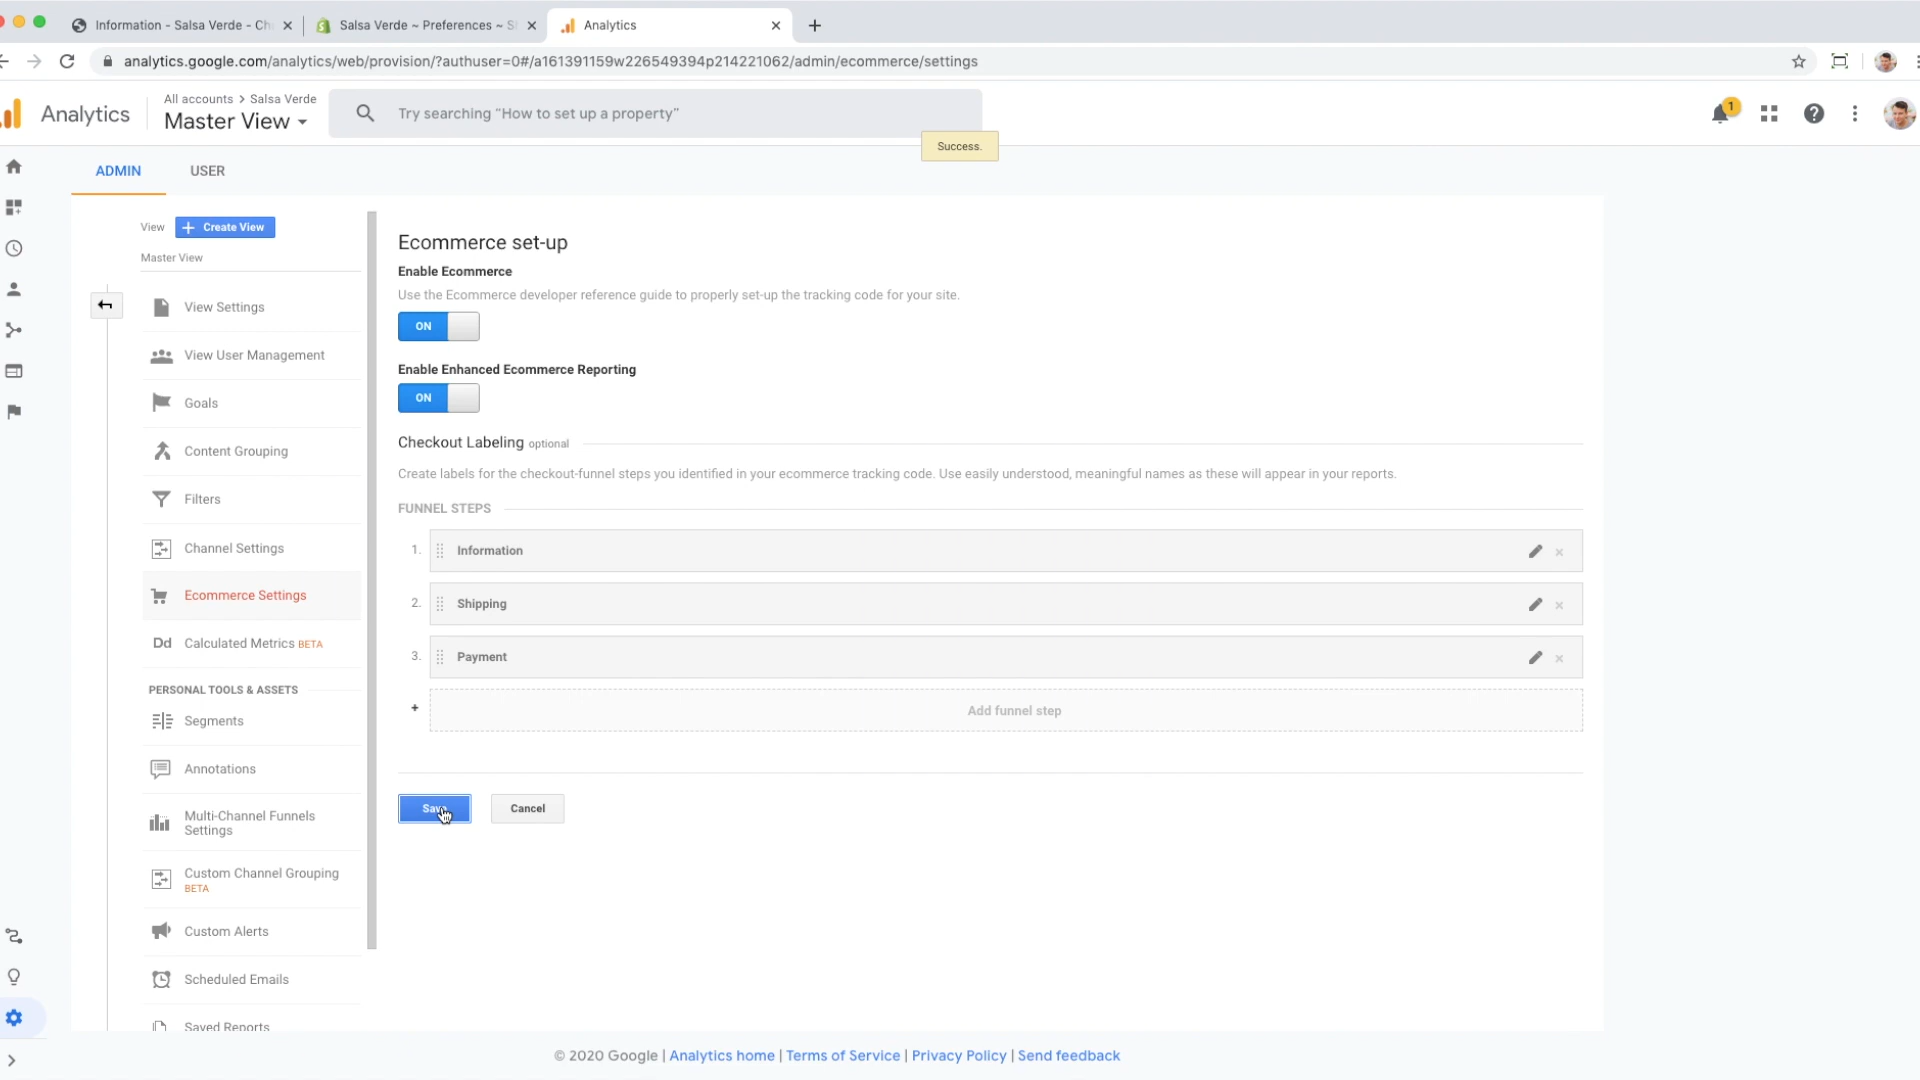 Information - Salsa Verde - Ch
Salsa Verde ~ Preferences ~ S
Analytics
analytics.google.com/analytics/web/provision/?authuser=0#/a161391159w226549394p214221062/admin/ecommerce/settings
Analytics
All accounts > Salsa Verde
Master View
Try searching “How to set up a property”
1
Success.
ADMIN
USER
View
+ Create View
Master View
View Settings
View User Management
Goals
Content Grouping
Filters
Channel Settings
Ecommerce Settings
Dd Calculated Metrics BETA
PERSONAL TOOLS & ASSETS
Segments
Annotations
Multi-Channel Funnels
Settings
Custom Channel Grouping
BETA
Custom Alerts
Scheduled Emails
Saved Reports
Ecommerce set-up
Enable Ecommerce
Use the Ecommerce developer reference guide to properly set-up the tracking code for your site.
ON
Enable Enhanced Ecommerce Reporting
ON
Checkout Labeling optional
Create labels for the checkout-funnel steps you identified in your ecommerce tracking code. Use easily understood, meaningful names as these will appear in your reports.
FUNNEL STEPS
1. Information
2. Shipping
3. Payment
+ Add funnel step
Save
Cancel
© 2020 Google | Analytics home | Terms of Service | Privacy Policy | Send feedback